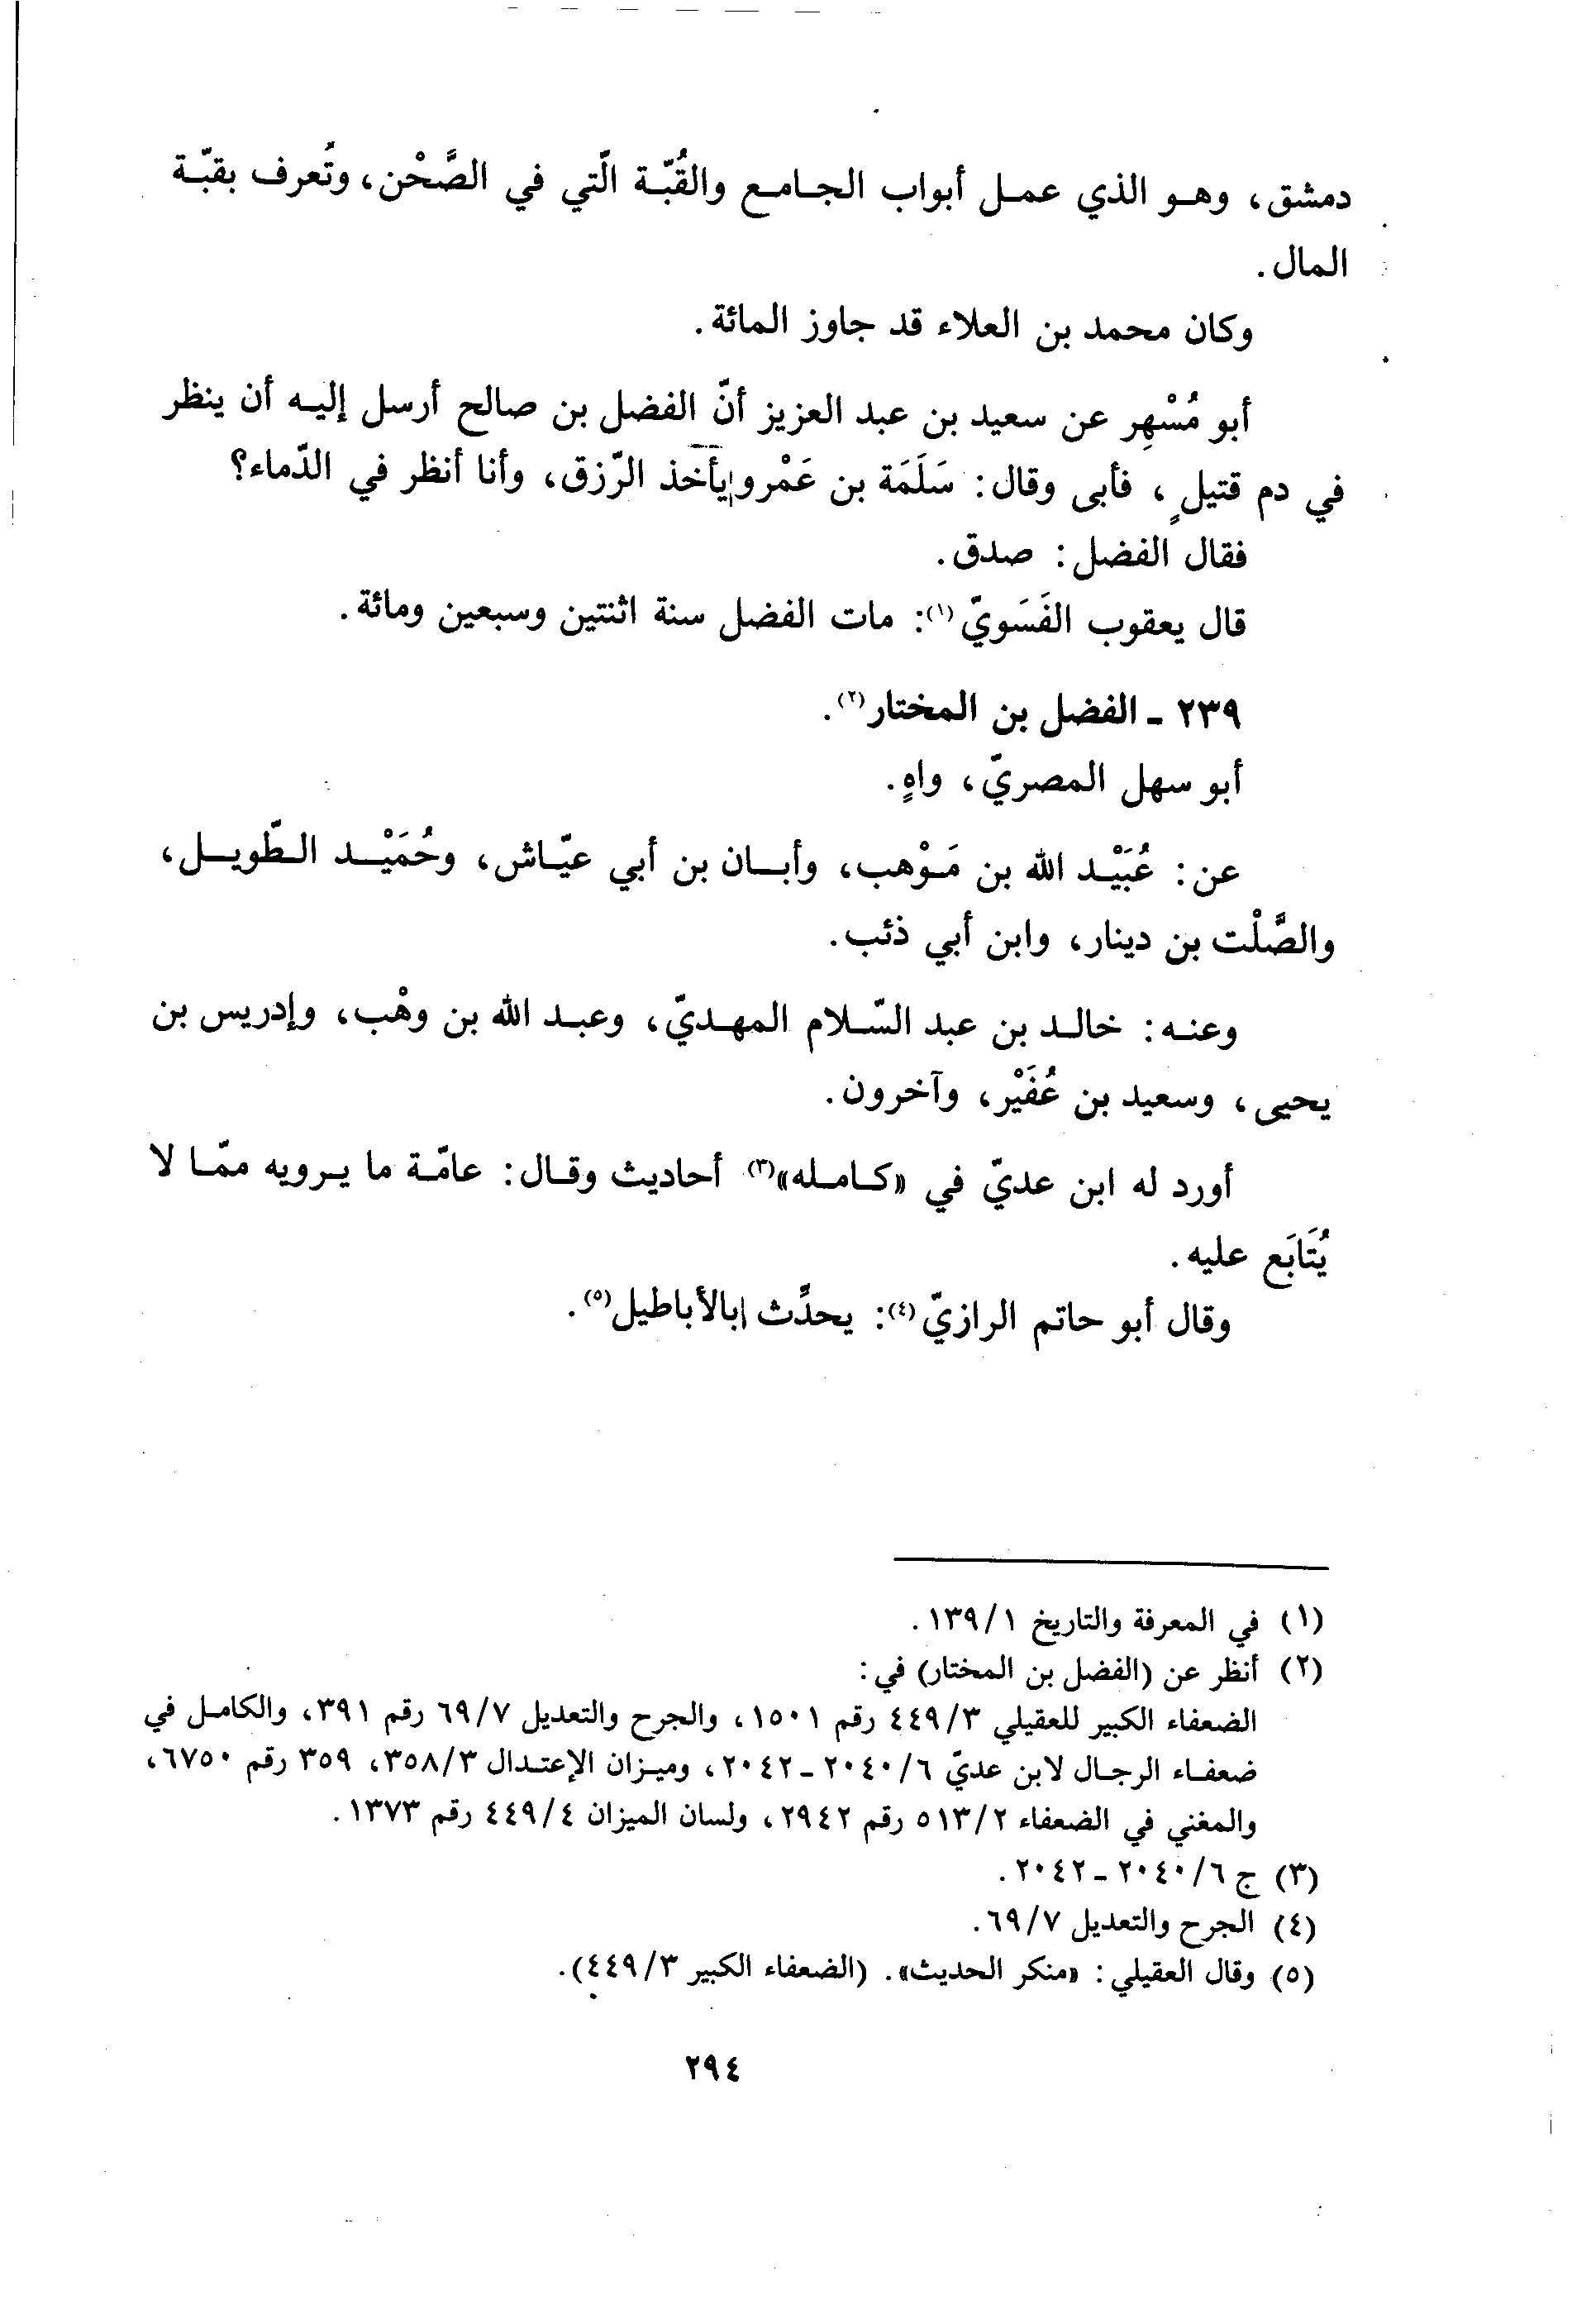 دمشق، وهو الذي عمل أبواب الجامع والقُبّة الّتي في الصَّحْن، وتُعرف بقبّة
المال.
وكان محمد بن العلاء قد جاوز المائة.
أبو مُسْهِر عن سعيد بن عبد العزيز أنّ الفضل بن صالح أرسل إليه أن ينظر
في دم قتيلٍ، فأبى وقال: سَلَمَة بن عَمْرو يأخذ الرّزق، وأنا أنظر في الدّماء؟
فقال الفضل: صدق.
قال يعقوب الفَسَويّ(١): مات الفضل سنة اثنتين وسبعين ومائة.
٢٣٩ ـ الفضل بن المختار(٢).
أبو سهل المصريّ، واهٍ.
عن: عُبَيْد الله بن مَوْهب، وأبان بن أبي عيّاش، وحُمَيْد الطّويل،
والصَّلْت بن دينار، وابن أبي ذئب.
وعنه: خالد بن عبد السّلام المهديّ، وعبد الله بن وهْب، وإدريس بن
يحيى، وسعيد بن عُفَيْر، وآخرون.
أورد له ابن عديّ في «كامله»(٣) أحاديث وقال: عامّة ما يرويه ممّا لا
يُتَابَع عليه.
وقال أبو حاتم الرازيّ(٤): يحدِّث بالأباطيل(٥).
(١) في المعرفة والتاريخ ١/١٣٩.
(٢) أنظر عن (الفضل بن المختار) في:
الضعفاء الكبير للعقيلي ٣/٤٤٩ رقم ١٥٠١، والجرح والتعديل ٧/٦٩ رقم ٣٩١، والكامل في
ضعفاء الرجال لابن عديّ ٦/٢٠٤٠ ـ ٢٠٤٢، وميزان الإعتدال ٣/٣٥٨، ٣٥٩ رقم ٦٧٥٠،
والمغني في الضعفاء ٢/٥١٣ رقم ٢٩٤٢، ولسان الميزان ٤/٤٤٩ رقم ١٣٧٣.
(٣) ج ٦/٢٠٤٠ ـ ٢٠٤٢.
(٤) الجرح والتعديل ٧/٦٩.
(٥) وقال العقيلي: «منكر الحديث». (الضعفاء الكبير ٣/٤٤٩).
٢٩٤